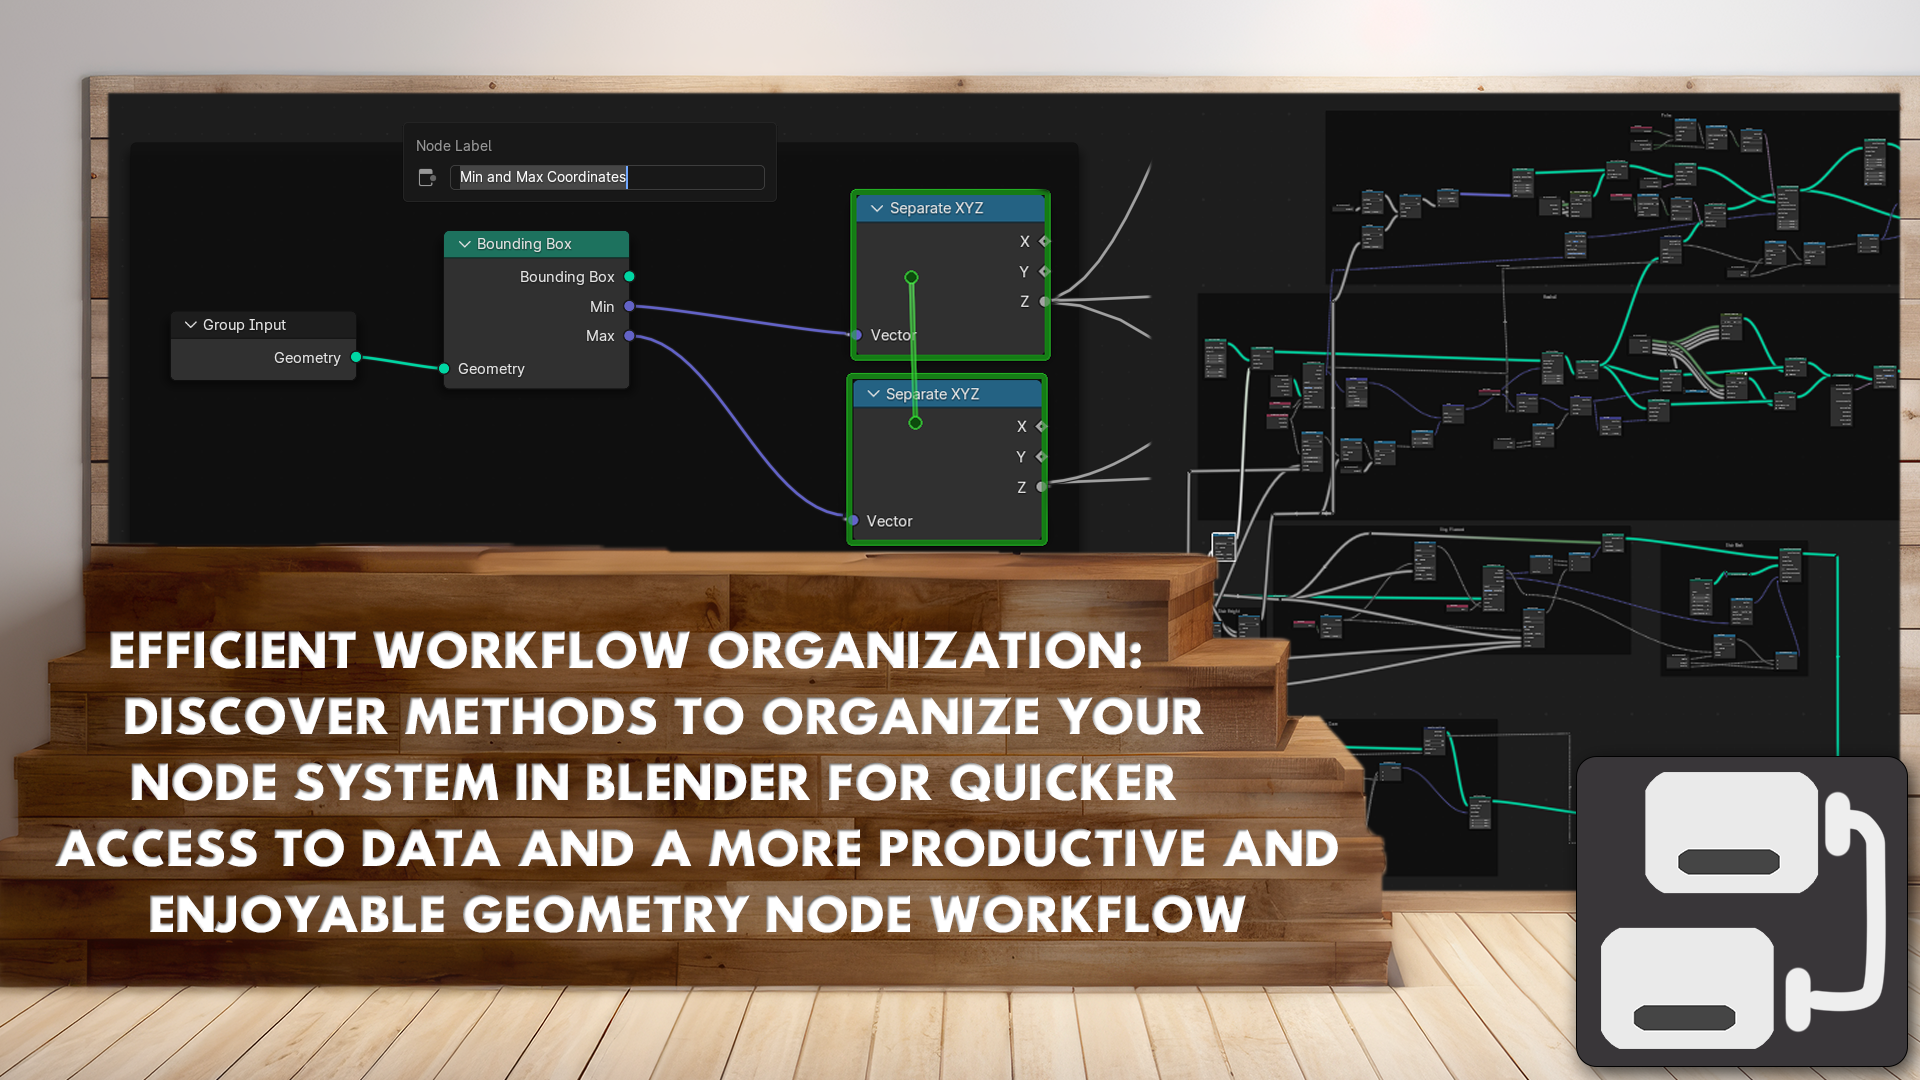 Node Label
Min and Max Coordinates
Group Input
Geometry
Bounding Box
Bounding Box
Min
Max
Geometry
Separate XYZ
X
Y
Z
Vector
Separate XYZ
X
Y
Z
Vector
EFFICIENT WORKFLOW ORGANIZATION:
DISCOVER METHODS TO ORGANIZE YOUR
NODE SYSTEM IN BLENDER FOR QUICKER
ACCESS TO DATA AND A MORE PRODUCTIVE AND
ENJOYABLE GEOMETRY NODE WORKFLOW